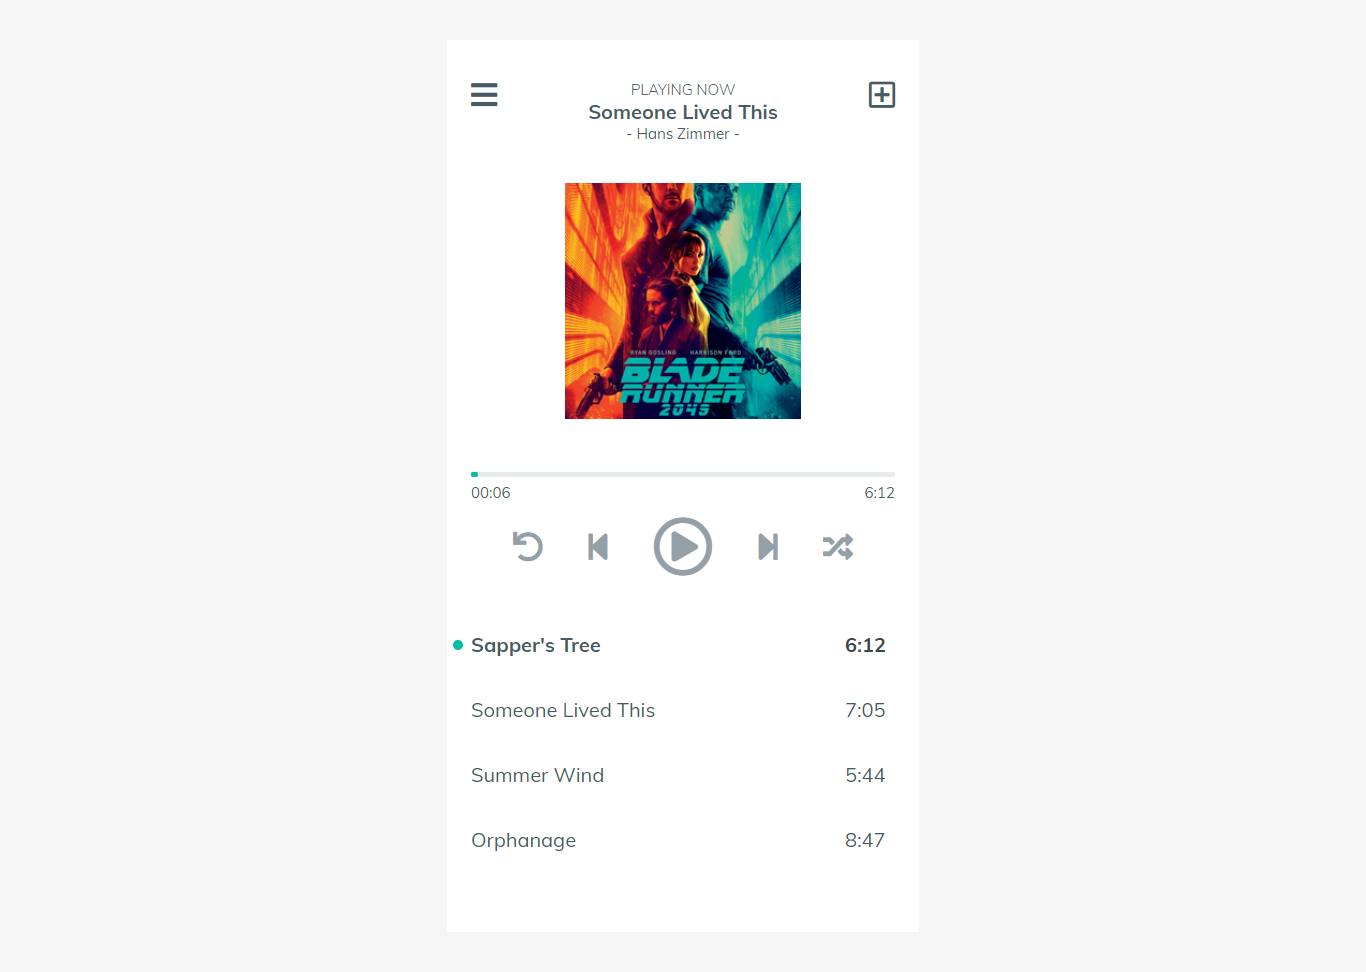 PLAYING NOW
Someone Lived This
- Hans Zimmer -
RYAN GOSLING HARRISON FORD
BLADE
RUNNER
2049
00:06 6:12
Sapper's Tree 6:12
Someone Lived This 7:05
Summer Wind 5:44
Orphanage 8:47